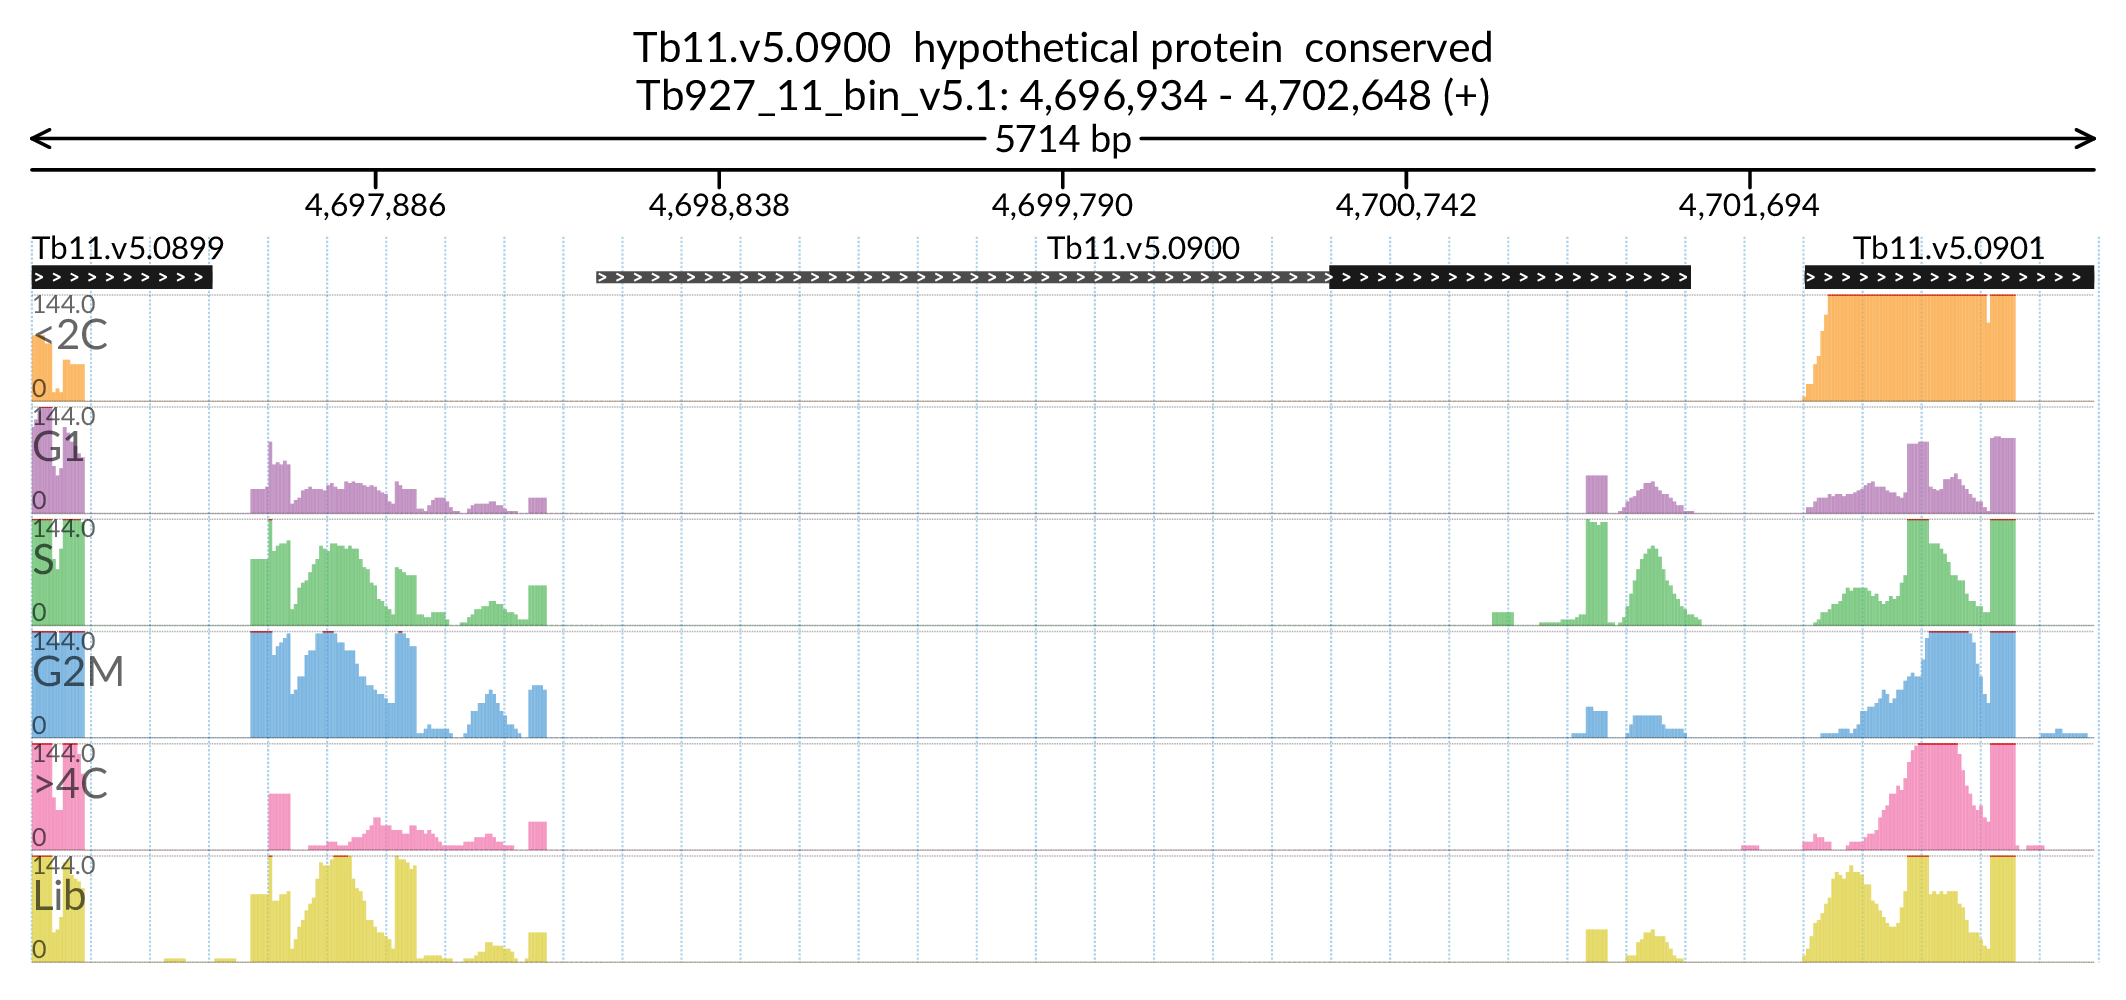 Tb11.v5.0900 hypothetical protein conserved
Tb927_11_bin_v5.1: 4,696,934 - 4,702,648 (+)
5714 bp
4,697,886 4,698,838 4,699,790 4,700,742 4,701,694
Tb11.v5.0899 Tb11.v5.0900 Tb11.v5.0901
144.0
<2C
0
144.0
G1
0
144.0
S
0
144.0
G2M
0
144.0
>4C
0
144.0
Lib
0